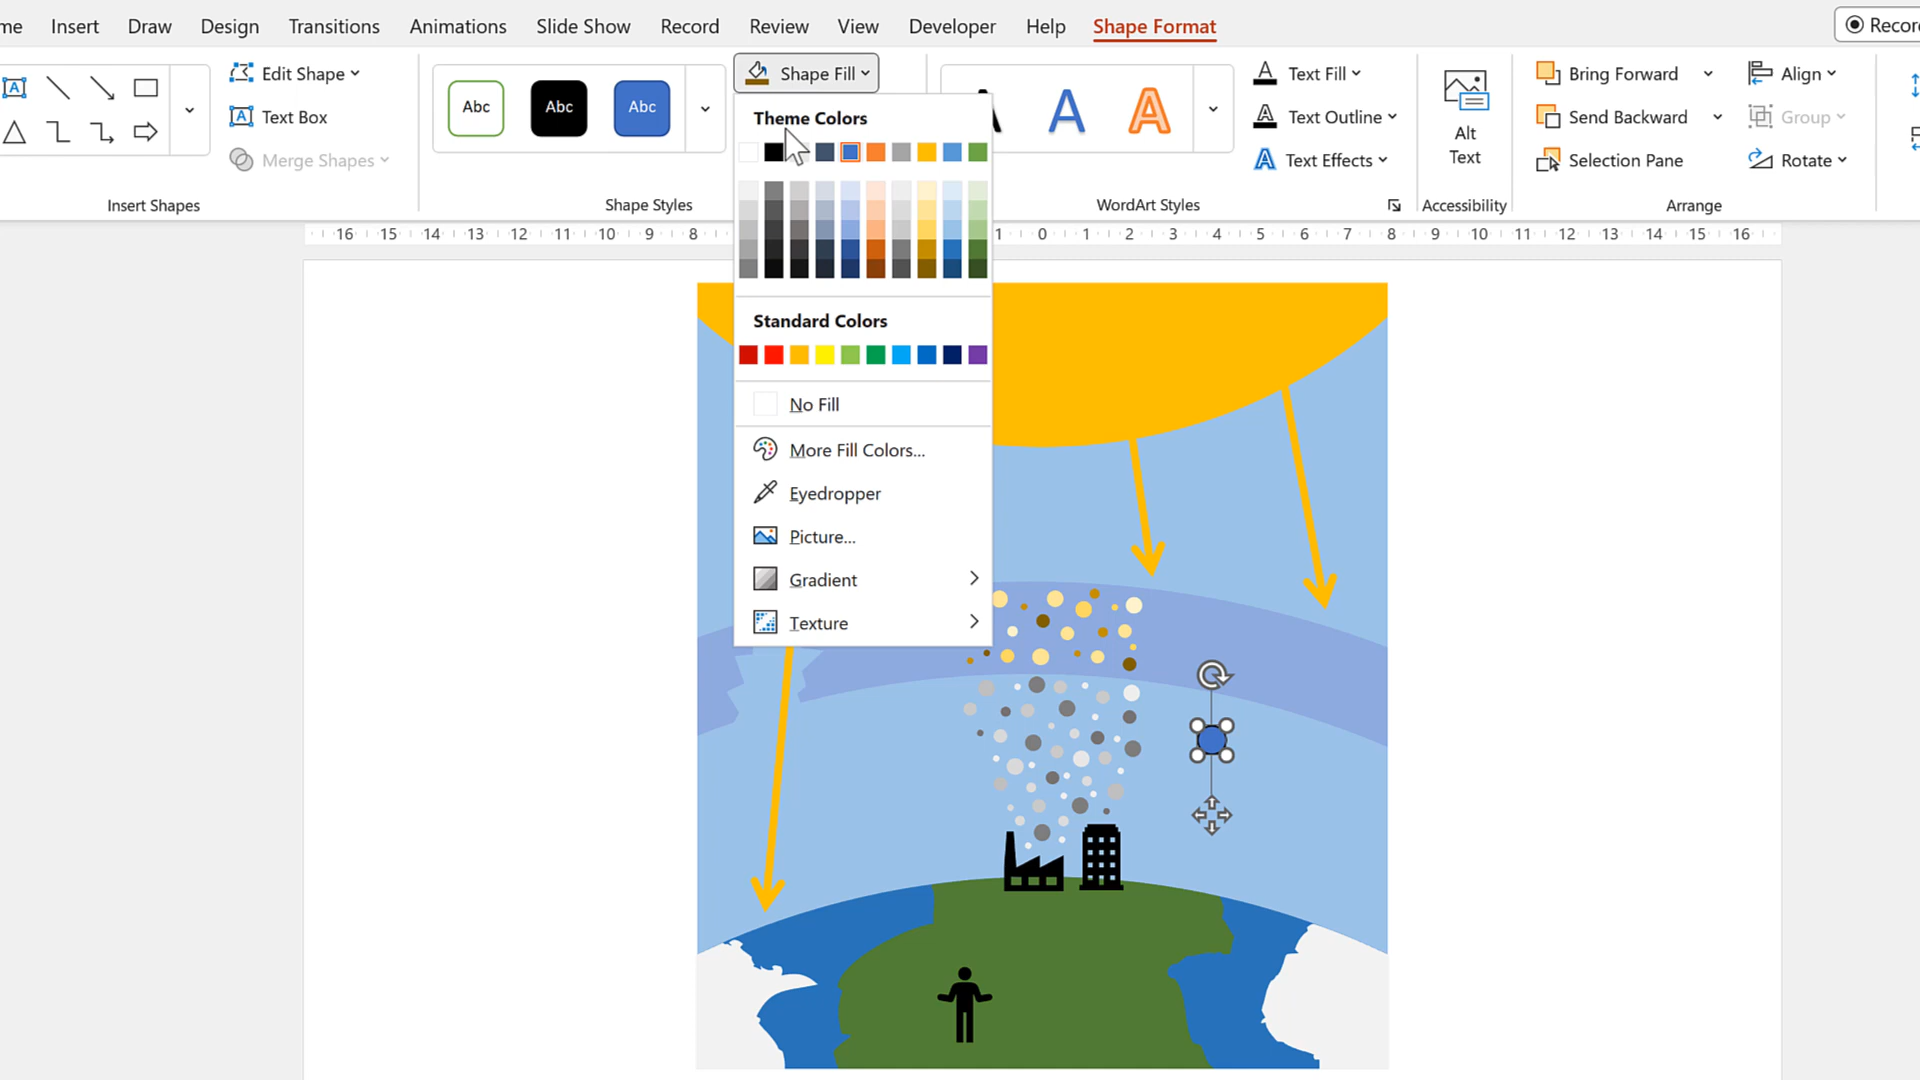 me Insert Draw Design Transitions Animations Slide Show Record Review View Developer Help Shape Format Record
Edit Shape
Text Box
Merge Shapes
Insert Shapes
Abc Abc Abc
Shape Styles
Shape Fill
Theme Colors
Standard Colors
No Fill
More Fill Colors...
Eyedropper
Picture...
Gradient
Texture
A A A
WordArt Styles
Text Fill
Text Outline
Text Effects
Alt
Text
Accessibility
Bring Forward
Send Backward
Selection Pane
Align
Group
Rotate
Arrange
16 15 14 13 12 11 10 9 8 1 0 1 2 3 4 5 6 7 8 9 10 11 12 13 14 15 16